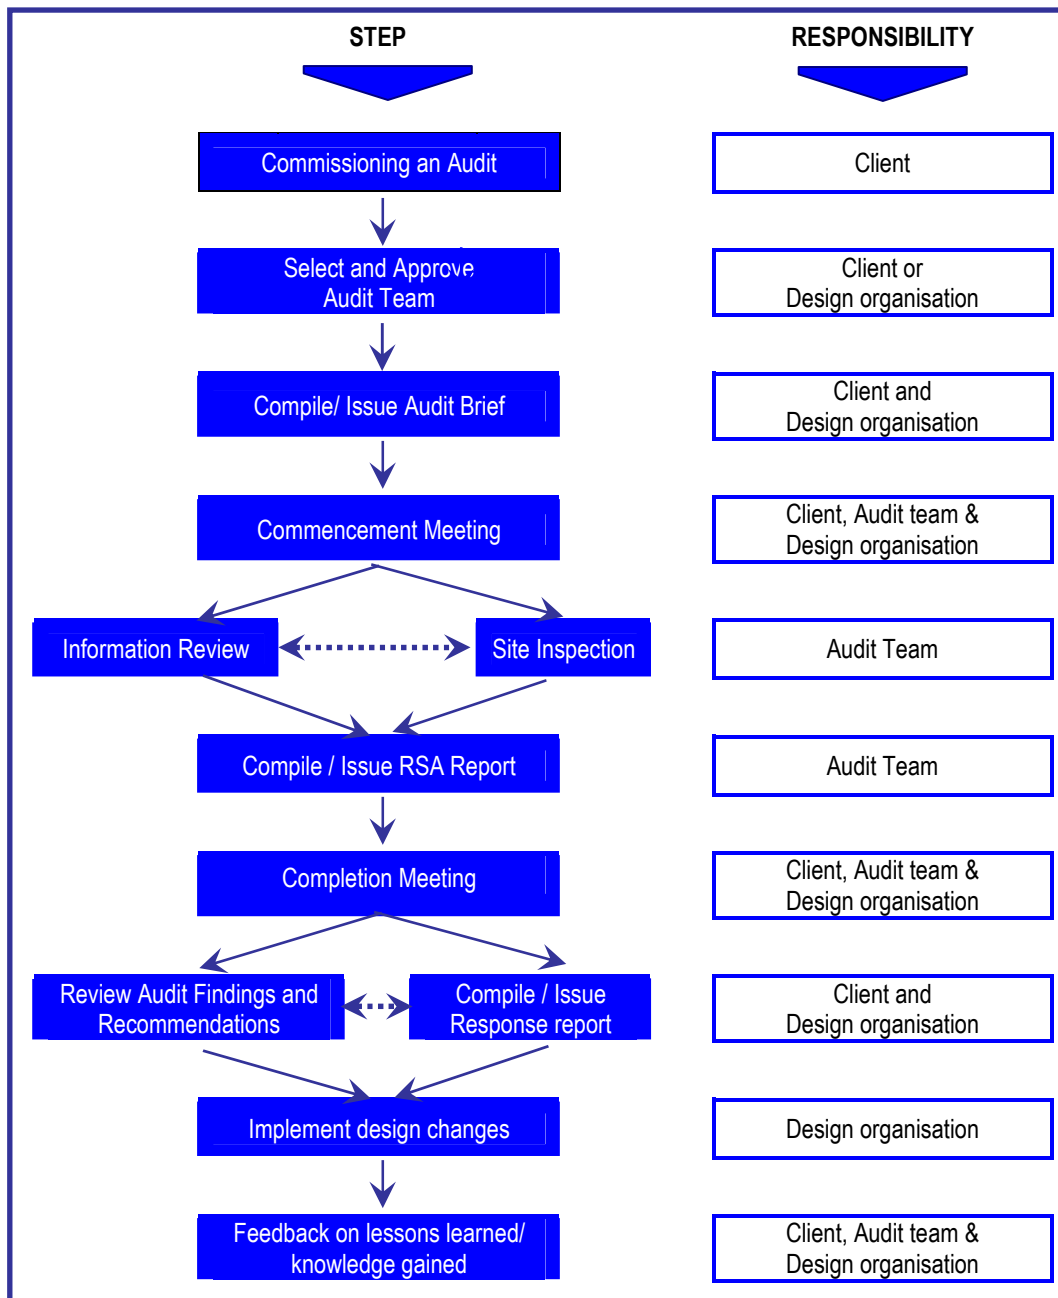 STEP
RESPONSIBILITY
Commissioning an Audit
Client
Select and Approve
Audit Team
Client or
Design organisation
Compile/ Issue Audit Brief
Client and
Design organisation
Commencement Meeting
Client, Audit team &
Design organisation
Information Review
Site Inspection
Audit Team
Compile / Issue RSA Report
Audit Team
Completion Meeting
Client, Audit team &
Design organisation
Review Audit Findings and
Recommendations
Compile / Issue
Response report
Client and
Design organisation
Implement design changes
Design organisation
Feedback on lessons learned/
knowledge gained
Client, Audit team &
Design organisation